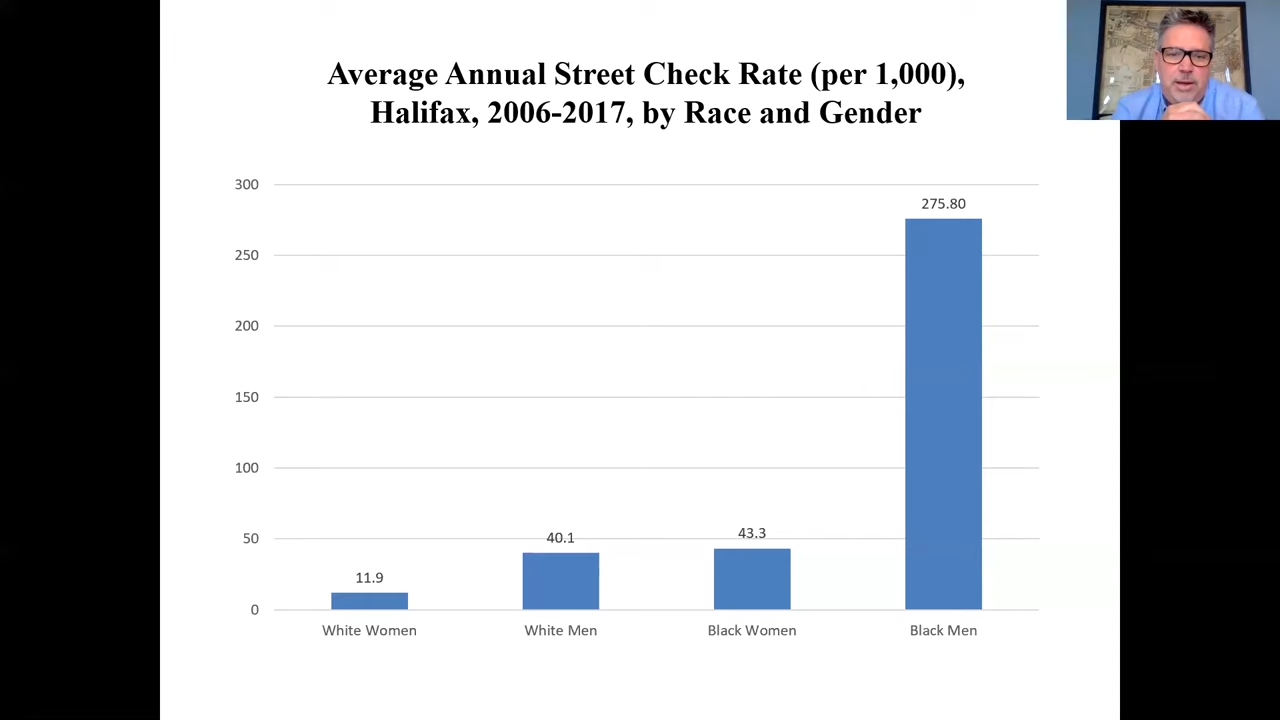 Average Annual Street Check Rate (per 1,000),
Halifax, 2006-2017, by Race and Gender
300
250
200
150
100
50
0
11.9
40.1
43.3
275.80
White Women
White Men
Black Women
Black Men